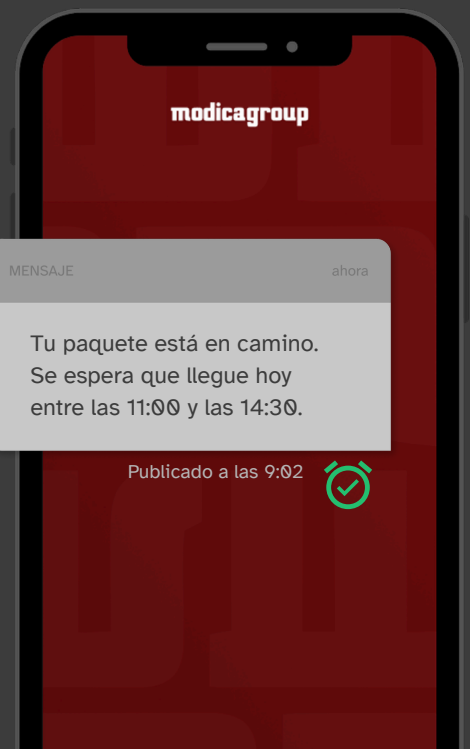 modicagroup
MENSAJE ahora
Tu paquete está en camino.
Se espera que llegue hoy
entre las 11:00 y las 14:30.
Publicado a las 9:02